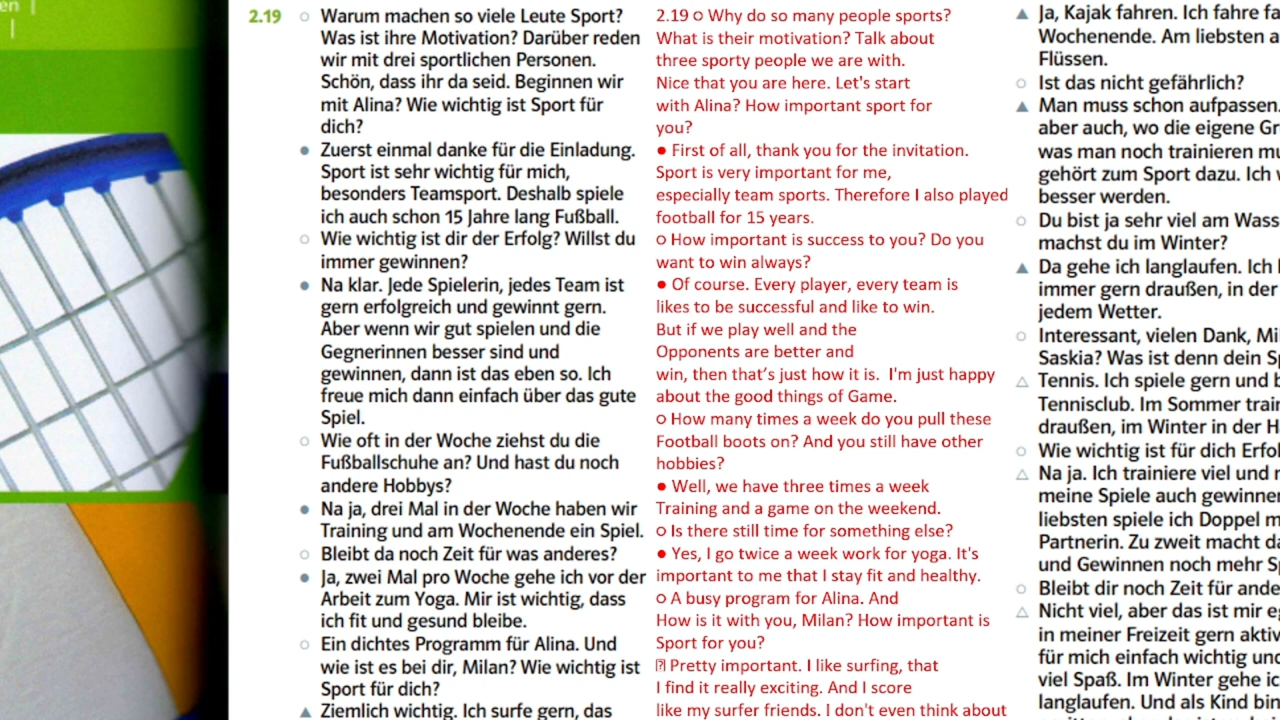 en |
|
2.19 ○ Warum machen so viele Leute Sport?
Was ist ihre Motivation? Darüber reden
wir mit drei sportlichen Personen.
Schön, dass ihr da seid. Beginnen wir
mit Alina? Wie wichtig ist Sport für
dich?
● Zuerst einmal danke für die Einladung.
Sport ist sehr wichtig für mich,
besonders Teamsport. Deshalb spiele
ich auch schon 15 Jahre lang Fußball.
○ Wie wichtig ist dir der Erfolg? Willst du
immer gewinnen?
● Na klar. Jede Spielerin, jedes Team ist
gern erfolgreich und gewinnt gern.
Aber wenn wir gut spielen und die
Gegnerinnen besser sind und
gewinnen, dann ist das eben so. Ich
freue mich dann einfach über das gute
Spiel.
○ Wie oft in der Woche ziehst du die
Fußballschuhe an? Und hast du noch
andere Hobbys?
● Na ja, drei Mal in der Woche haben wir
Training und am Wochenende ein Spiel.
○ Bleibt da noch Zeit für was anderes?
● Ja, zwei Mal pro Woche gehe ich vor der
Arbeit zum Yoga. Mir ist wichtig, dass
ich fit und gesund bleibe.
○ Ein dichtes Programm für Alina. Und
wie ist es bei dir, Milan? Wie wichtig ist
Sport für dich?
▲ Ziemlich wichtig. Ich surfe gern, das
2.19 ○ Why do so many people sports?
What is their motivation? Talk about
three sporty people we are with.
Nice that you are here. Let's start
with Alina? How important sport for
you?
● First of all, thank you for the invitation.
Sport is very important for me,
especially team sports. Therefore I also played
football for 15 years.
○ How important is success to you? Do you
want to win always?
● Of course. Every player, every team is
likes to be successful and like to win.
But if we play well and the
Opponents are better and
win, then that’s just how it is.  I'm just happy
about the good things of Game.
○ How many times a week do you pull these
Football boots on? And you still have other
hobbies?
● Well, we have three times a week
Training and a game on the weekend.
○ Is there still time for something else?
● Yes, I go twice a week work for yoga. It's
important to me that I stay fit and healthy.
○ A busy program for Alina. And
How is it with you, Milan? How important is
Sport for you?
Pretty important. I like surfing, that
I find it really exciting. And I score
like my surfer friends. I don't even think about
▲ Ja, Kajak fahren. Ich fahre fa
Wochenende. Am liebsten a
Flüssen.
○ Ist das nicht gefährlich?
▲ Man muss schon aufpassen.
aber auch, wo die eigene Gr
was man noch trainieren mu
gehört zum Sport dazu. Ich
besser werden.
○ Du bist ja sehr viel am Wass
machst du im Winter?
▲ Da gehe ich langlaufen. Ich
immer gern draußen, in der
jedem Wetter.
○ Interessant, vielen Dank, Mi
Saskia? Was ist denn dein S
△ Tennis. Ich spiele gern und
Tennisclub. Im Sommer train
draußen, im Winter in der H
○ Wie wichtig ist für dich Erfol
△ Na ja. Ich trainiere viel und
meine Spiele auch gewinne
liebsten spiele ich Doppel m
Partnerin. Zu zweit macht da
und Gewinnen noch mehr Sp
○ Bleibt dir noch Zeit für ande
△ Nicht viel, aber das ist mir eg
in meiner Freizeit gern aktiv
für mich einfach wichtig und
viel Spaß. Im Winter gehe ic
langlaufen. Und als Kind bin